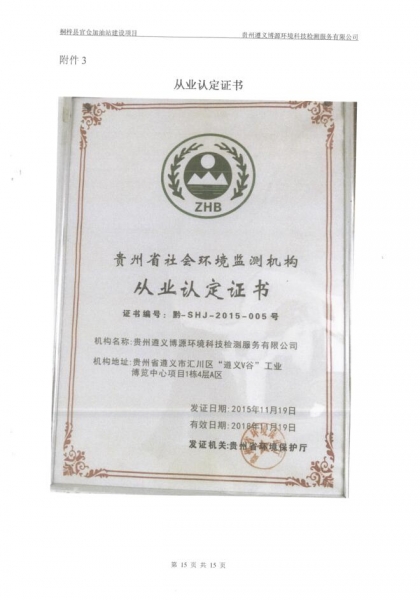 桐梓县官仓加油站建设项目 贵州遵义博源环境科技检测服务有限公司
附件 3
从业认定证书
ZHB
贵州省社会环境监测机构
从业认定证书
证书编号：黔-SHJ-2015-005号
机构名称:贵州遵义博源环境科技检测服务有限公司
机构地址:贵州省遵义市汇川区“遵义V谷”工业
博览中心项目1栋4层A区
发证日期:2015年11月19日
有效日期:2018年11月19日
发证机关:贵州省环境保护厅
第 15 页 共 15 页